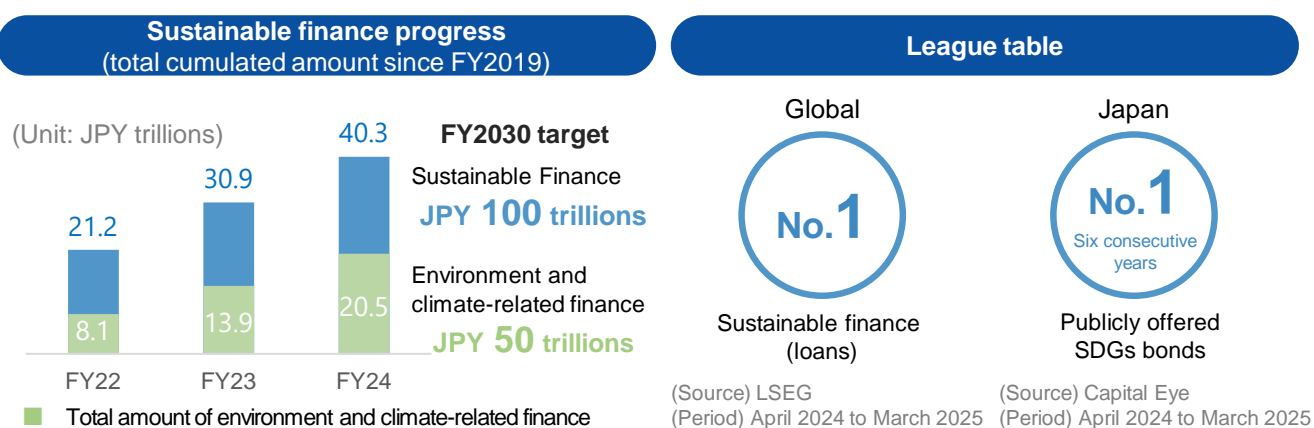 Sustainable finance progress
(total cumulated amount since FY2019)
(Unit: JPY trillions)
21.2
30.9
40.3
8.1
13.9
20.5
FY22
FY23
FY24
Total amount of environment and climate-related finance
FY2030 target
Sustainable Finance
JPY 100 trillions
Environment and
climate-related finance
JPY 50 trillions
League table
Global
No.1
Sustainable finance
(loans)
(Source) LSEG
(Period) April 2024 to March 2025
Japan
No.1
Six consecutive
years
Publicly offered
SDGs bonds
(Source) Capital Eye
(Period) April 2024 to March 2025